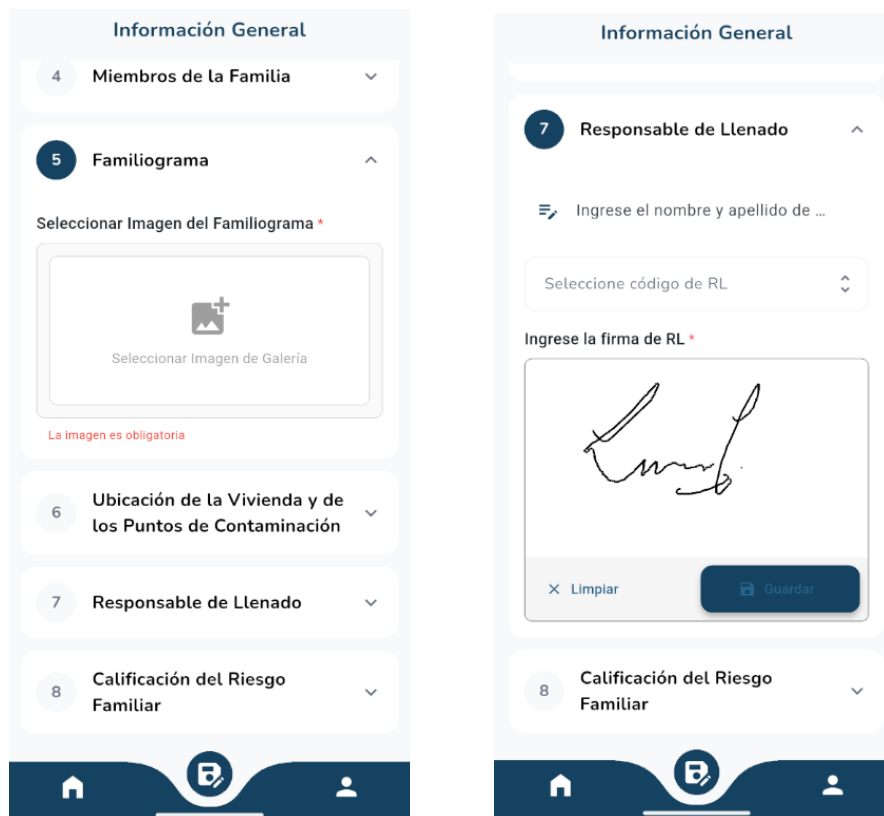 Información General
4 Miembros de la Familia
5 Familiograma
Seleccionar Imagen del Familiograma *
Seleccionar Imagen de Galería
La imagen es obligatoria
6 Ubicación de la Vivienda y de
los Puntos de Contaminación
7 Responsable de Llenado
8 Calificación del Riesgo
Familiar
Información General
7 Responsable de Llenado
Ingrese el nombre y apellido de ...
Seleccione código de RL
Ingrese la firma de RL *
Limpiar Guardar
8 Calificación del Riesgo
Familiar